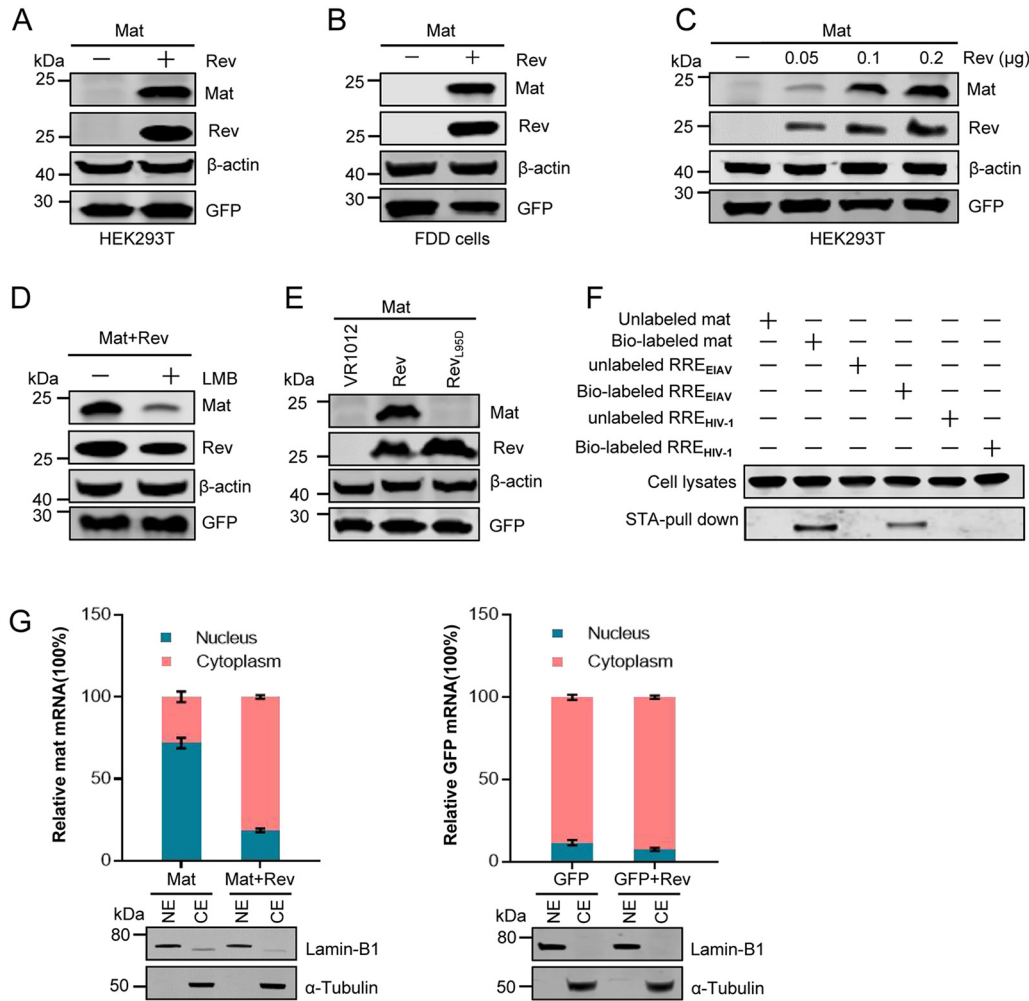 A
Mat
kDa
— + Rev
25
Mat
25
Rev
40
β-actin
30
GFP
HEK293T
B
Mat
kDa
— + Rev
25
Mat
25
Rev
40
β-actin
30
GFP
FDD cells
C
Mat
kDa
— 0.05 0.1 0.2 Rev (μg)
25
Mat
25
Rev
40
β-actin
30
GFP
HEK293T
D
Mat+Rev
kDa
— + LMB
25
Mat
25
Rev
40
β-actin
30
GFP
E
Mat
kDa
VR1012 Rev RevL95D
25
Mat
25
Rev
40
β-actin
30
GFP
F
Unlabeled mat + — — — — —
Bio-labeled mat — + — — — —
unlabeled RREEIAV — — + — — —
Bio-labeled RREEIAV — — — + — —
unlabeled RREHIV-1 — — — — + —
Bio-labeled RREHIV-1 — — — — — +
Cell lysates
STA-pull down
G
Relative mat mRNA(100%)
150
100
50
0
Nucleus
Cytoplasm
Mat Mat+Rev
kDa
NE CE NE CE
80
Lamin-B1
50
α-Tubulin
Relative GFP mRNA(100%)
150
100
50
0
Nucleus
Cytoplasm
GFP GFP+Rev
kDa
NE CE NE CE
80
Lamin-B1
50
α-Tubulin